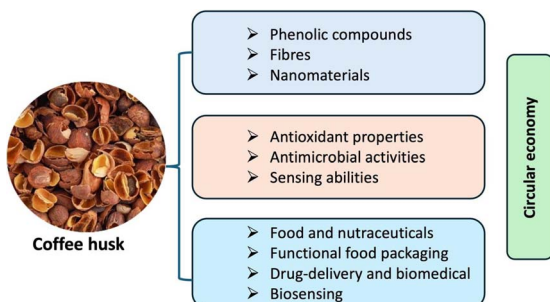 Phenolic compounds
Fibres
Nanomaterials
Antioxidant properties
Antimicrobial activities
Sensing abilities
Coffee husk
Food and nutraceuticals
Functional food packaging
Drug-delivery and biomedical
Biosensing
Circular economy